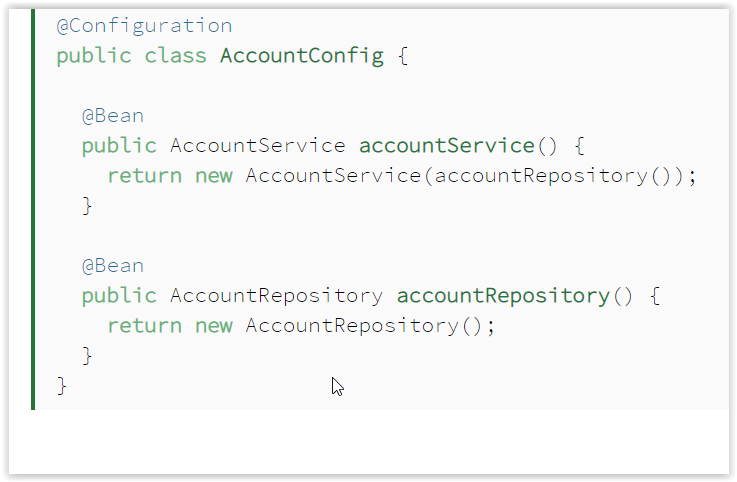 @Configuration
public class AccountConfig {
@Bean
public AccountService accountService() {
return new AccountService(accountRepository());
}
@Bean
public AccountRepository accountRepository() {
return new AccountRepository();
}
}